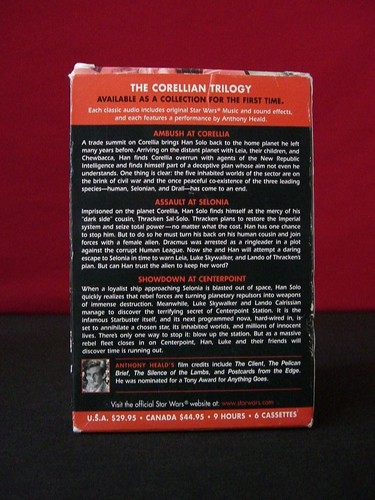 THE CORELLIAN TRILOGY
AVAILABLE AS A COLLECTION FOR THE FIRST TIME.
Each classic audio includes original Star Wars® Music and sound effects,
and each features a performance by Anthony Heald.
AMBUSH AT CORELLIA
A trade summit on Corellia brings Han Solo back to the home planet he left
many years before. Arriving on the distant planet with Leia, their children, and
Chewbacca, Han finds Corellia overrun with agents of the New Republic
Intelligence and finds himself part of a deceptive plan whose aim not even he
understands. One thing is clear: the five inhabited worlds of the sector are on
the brink of civil war and the once peaceful co-existence of the three leading
species—human, Selonian, and Drall—has come to an end.
ASSAULT AT SELONIA
Imprisoned on the planet Corellia, Han Solo finds himself at the mercy of his
"dark side" cousin, Thracken Sal-Solo. Thracken plans to restore the Imperial
system and seize total power—no matter what the cost. Han has one chance
to stop him. But to do so he must turn his back on his human cousin and join
forces with a female alien. Dracmus was arrested as a ringleader in a plot
against the corrupt Human League. Now she and Han will attempt a daring
escape to Selonia in time to warn Leia, Luke Skywalker, and Lando of Thracken's
plan. But can Han trust the alien to keep her word?
SHOWDOWN AT CENTERPOINT
When a loyalist ship approaching Selonia is blasted out of space, Han Solo
quickly realizes that rebel forces are turning planetary repulsors into weapons
of immense destruction. Meanwhile, Luke Skywalker and Lando Calrissian
manage to discover the terrifying secret of Centerpoint Station. It is the
infamous Starbuster itself, and its next programmed nova, hard-wired in, is
set to annihilate a chosen star, its inhabited worlds, and millions of innocent
lives. There's only one way to stop it: blow up the station. But as a massive
rebel fleet closes in on Centerpoint, Han, Luke and their friends will
discover time is running out.
ANTHONY HEALD'S film credits include The Client, The Pelican
Brief, The Silence of the Lambs, and Postcards from the Edge.
He was nominated for a Tony Award for Anything Goes.
Visit the official Star Wars® website at: www.starwars.com
U.S.A. $29.95 • CANADA $44.95 • 9 HOURS • 6 CASSETTES